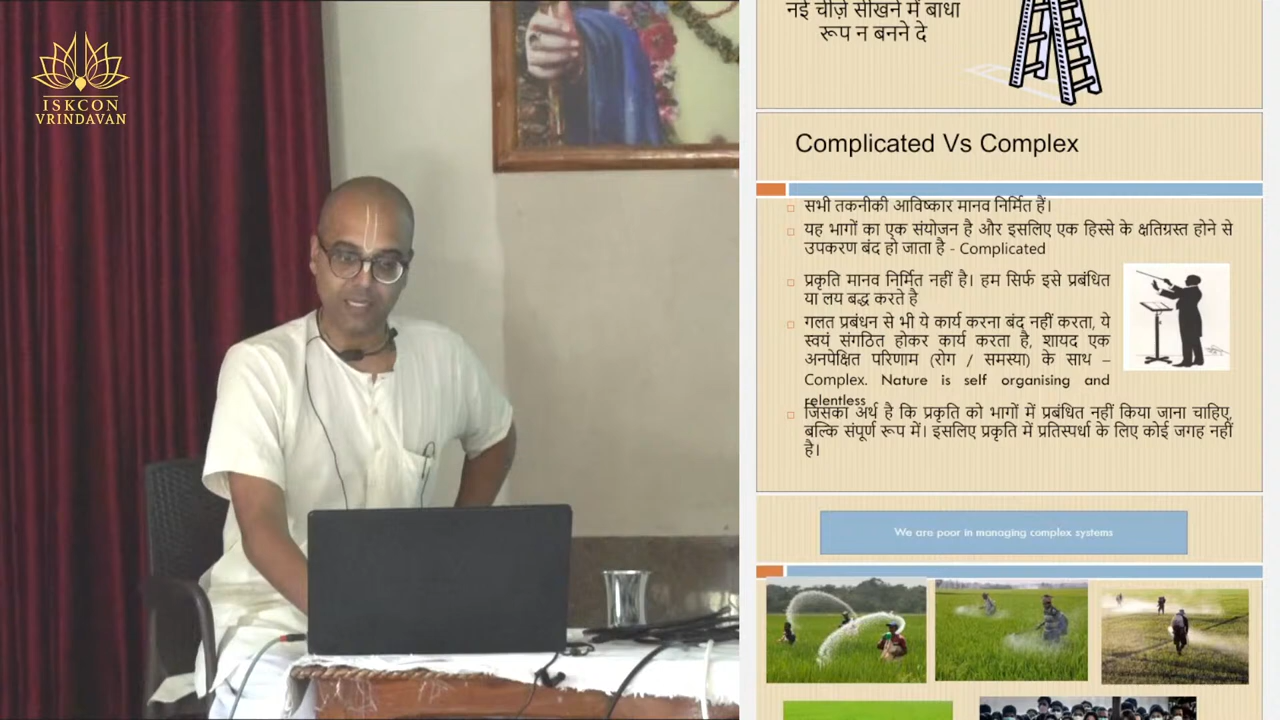 ISKCON
VRINDAVAN
नई चीज़े सीखने में बाधा
रूप न बनने दे
Complicated Vs Complex
सभी तकनीकी आविष्कार मानव निर्मित हैं।
यह भागों का एक संयोजन है और इसलिए एक हिस्से के क्षतिग्रस्त होने से
उपकरण बंद हो जाता है - Complicated
प्रकृति मानव निर्मित नहीं है। हम सिर्फ इसे प्रबंधित
या लय बद्ध करते है
गलत प्रबंधन से भी ये कार्य करना बंद नहीं करता, ये
स्वयं संगठित होकर कार्य करता है, शायद एक
अनपेक्षित परिणाम (रोग / समस्या) के साथ –
Complex. Nature is self organising and
relentless
जिसका अर्थ है कि प्रकृति को भागों में प्रबंधित नहीं किया जाना चाहिए,
बल्कि संपूर्ण रूप में। इसलिए प्रकृति में प्रतिस्पर्धा के लिए कोई जगह नहीं
है।
We are poor in managing complex systems